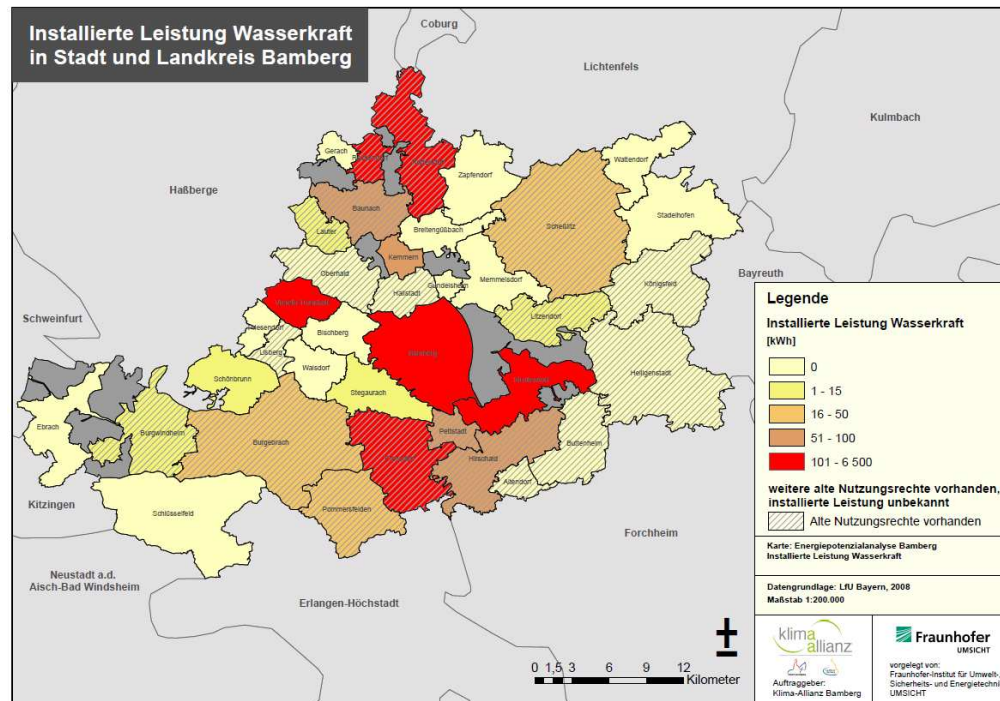 Installierte Leistung Wasserkraft
in Stadt und Landkreis Bamberg
Coburg
Lichtenfels
Kulmbach
Haßberge
Bayreuth
Schweinfurt
Kitzingen
Neustadt a.d.
Aisch-Bad Windsheim
Erlangen-Höchstadt
Forchheim
Gerach
Zapfendorf
Wattendorf
Stadelhofen
Baunach
Lauter
Breitengüßbach
Scheßlitz
Kemmern
Oberhaid
Hallstadt
Gundelsheim
Memmelsdorf
Königsfeld
Litzendorf
Bischberg
Lisberg
Walsdorf
Heiligenstadt
Schönbrunn
Stegaurach
Ebrach
Burgwindheim
Burgebrach
Pettstadt
Hirschaid
Buttenheim
Altendorf
Pommersfelden
Schlüsselfeld
Legende
Installierte Leistung Wasserkraft
[kWh]
0
1 - 15
16 - 50
51 - 100
101 - 6 500
weitere alte Nutzungsrechte vorhanden,
installierte Leistung unbekannt
Alte Nutzungsrechte vorhanden
Karte: Energiepotenzialanalyse Bamberg
Installierte Leistung Wasserkraft
Datengrundlage: LfU Bayern, 2008
Maßstab 1:200.000
klima
allianz
Auftraggeber:
Klima-Allianz Bamberg
Fraunhofer
UMSICHT
vorgelegt von:
Fraunhofer-Institut für Umwelt-,
Sicherheits- und Energietechnik
UMSICHT
0 1,5 3 6 9 12
Kilometer